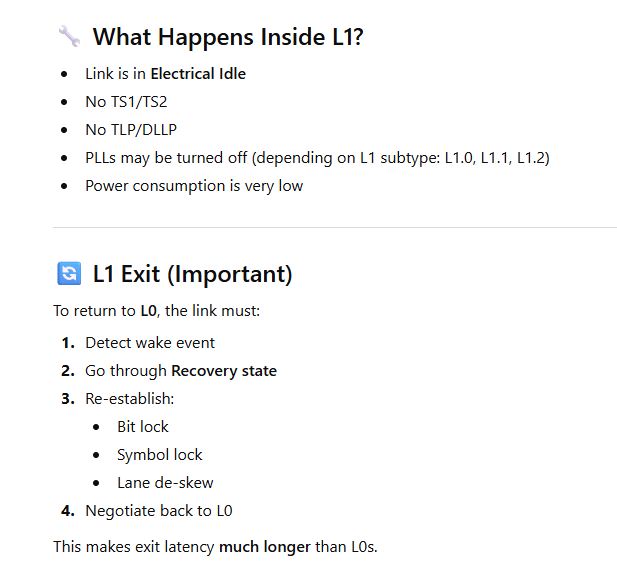 What Happens Inside L1?
• Link is in Electrical Idle
• No TS1/TS2
• No TLP/DLLP
• PLLs may be turned off (depending on L1 subtype: L1.0, L1.1, L1.2)
• Power consumption is very low
L1 Exit (Important)
To return to L0, the link must:
1. Detect wake event
2. Go through Recovery state
3. Re-establish:
• Bit lock
• Symbol lock
• Lane de-skew
4. Negotiate back to L0
This makes exit latency much longer than L0s.